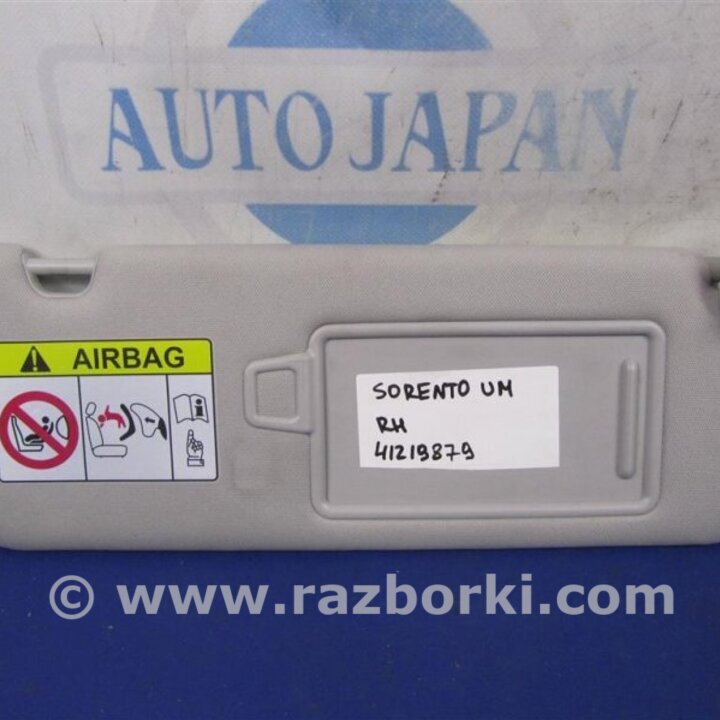 AUTO JAPAN
AIRBAG
SORENTO UM
RH
41219879
© www.razborki.com